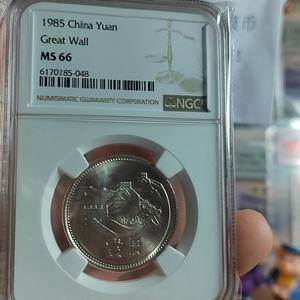 1985 China Yuan
Great Wall
MS 66
6170185-048
NUMISMATIC GUARANTY CORPORATION
NGC